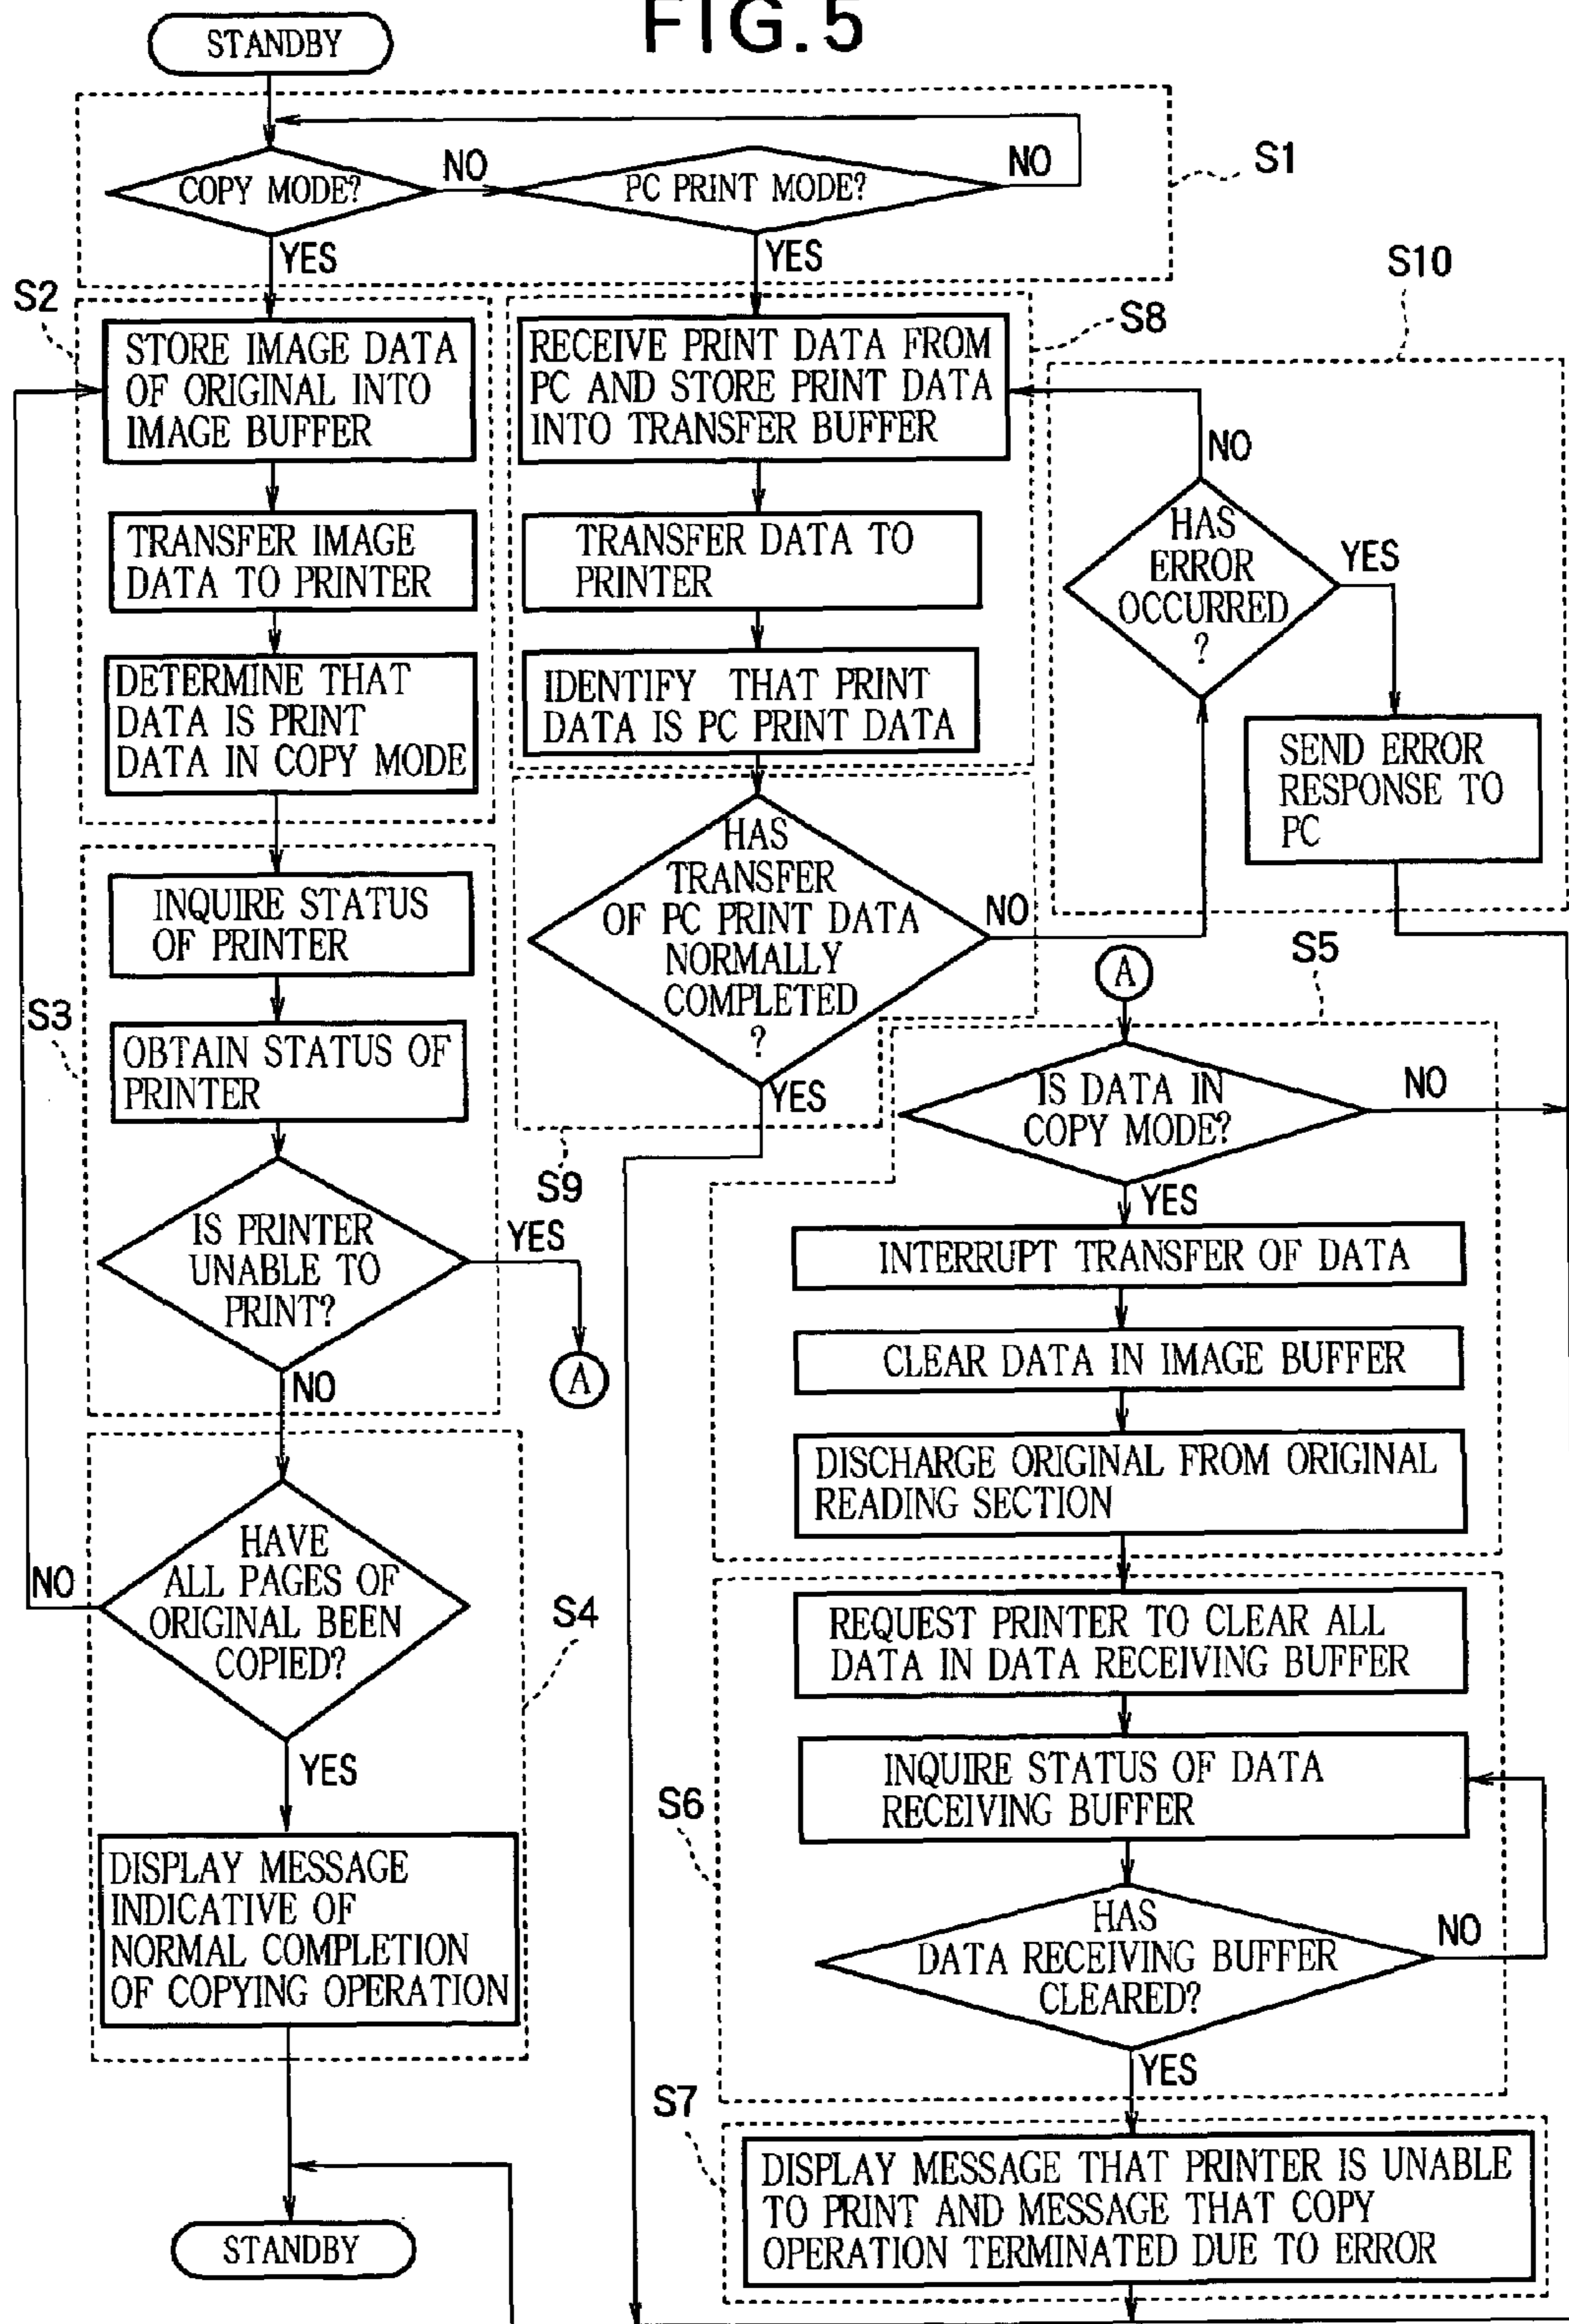 FIG.5
STANDBY
COPY MODE?
NO
PC PRINT MODE?
NO
S1
YES
YES
S2
STORE IMAGE DATA
OF ORIGINAL INTO
IMAGE BUFFER
TRANSFER IMAGE
DATA TO PRINTER
DETERMINE THAT
DATA IS PRINT
DATA IN COPY MODE
S8
RECEIVE PRINT DATA FROM
PC AND STORE PRINT DATA
INTO TRANSFER BUFFER
TRANSFER DATA TO
PRINTER
IDENTIFY THAT PRINT
DATA IS PC PRINT DATA
S10
NO
HAS
ERROR
OCCURRED
?
YES
SEND ERROR
RESPONSE TO
PC
HAS
TRANSFER
OF PC PRINT DATA
NORMALLY
COMPLETED
?
NO
YES
S9
S3
INQUIRE STATUS
OF PRINTER
OBTAIN STATUS OF
PRINTER
IS PRINTER
UNABLE TO
PRINT?
YES
A
NO
S4
HAVE
ALL PAGES OF
ORIGINAL BEEN
COPIED?
NO
YES
DISPLAY MESSAGE
INDICATIVE OF
NORMAL COMPLETION
OF COPYING OPERATION
STANDBY
A
S5
IS DATA IN
COPY MODE?
NO
YES
INTERRUPT TRANSFER OF DATA
CLEAR DATA IN IMAGE BUFFER
DISCHARGE ORIGINAL FROM ORIGINAL
READING SECTION
S6
REQUEST PRINTER TO CLEAR ALL
DATA IN DATA RECEIVING BUFFER
INQUIRE STATUS OF DATA
RECEIVING BUFFER
HAS
DATA RECEIVING BUFFER
CLEARED?
NO
YES
S7
DISPLAY MESSAGE THAT PRINTER IS UNABLE
TO PRINT AND MESSAGE THAT COPY
OPERATION TERMINATED DUE TO ERROR